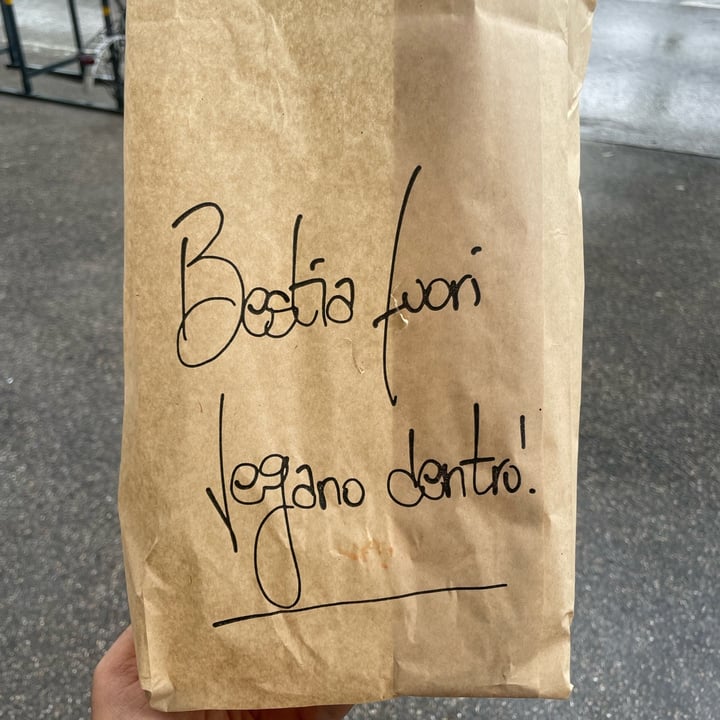 Bestia fuori
vegano dentro!